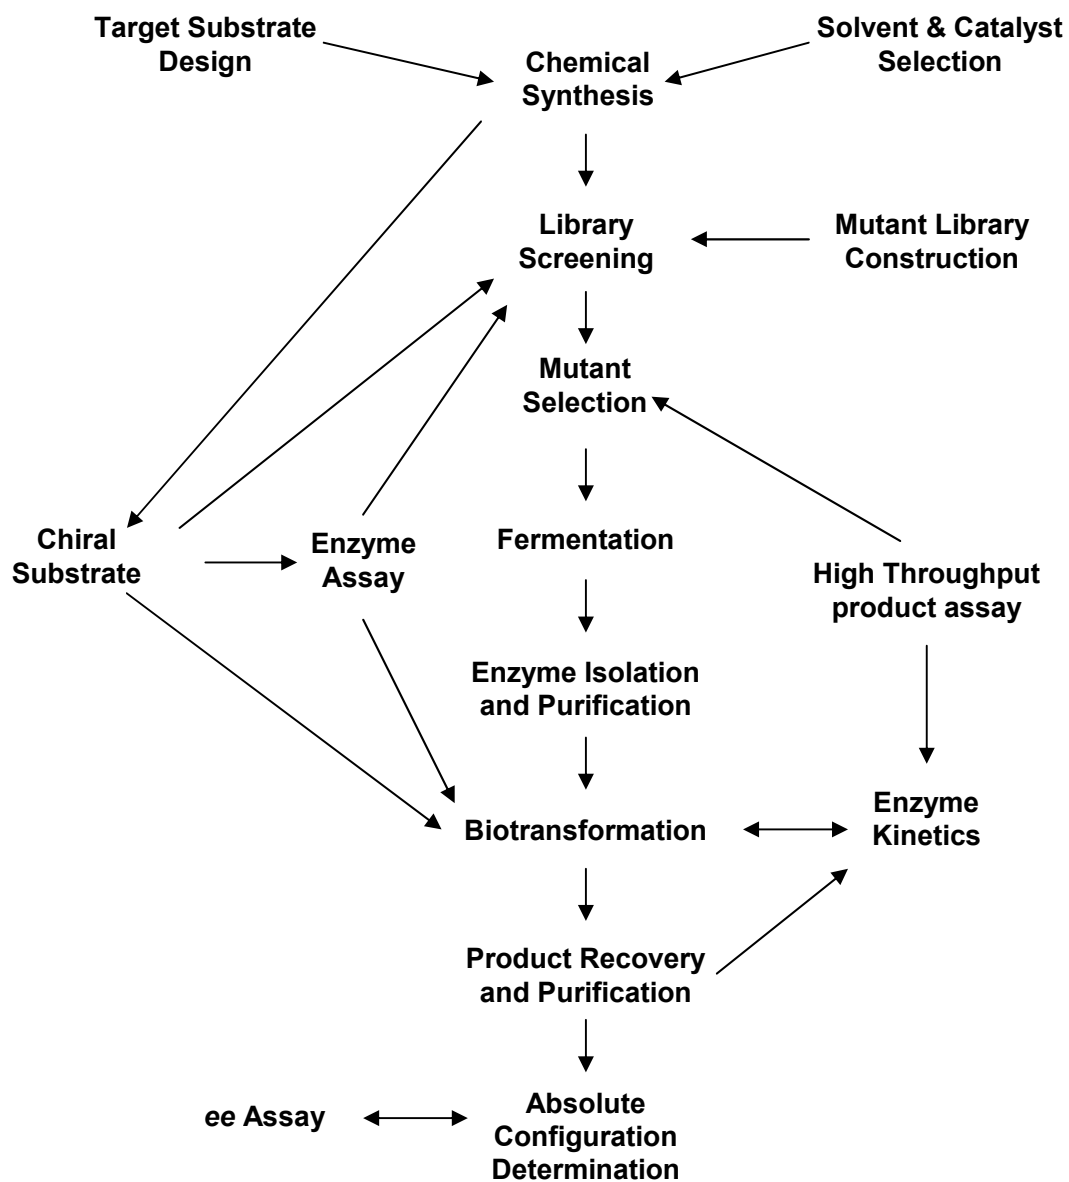 Target Substrate
Design
Solvent & Catalyst
Selection
Chemical
Synthesis
Library
Screening
Mutant Library
Construction
Mutant
Selection
Chiral
Substrate
Enzyme
Assay
Fermentation
High Throughput
product assay
Enzyme Isolation
and Purification
Biotransformation
Enzyme
Kinetics
Product Recovery
and Purification
ee Assay
Absolute
Configuration
Determination